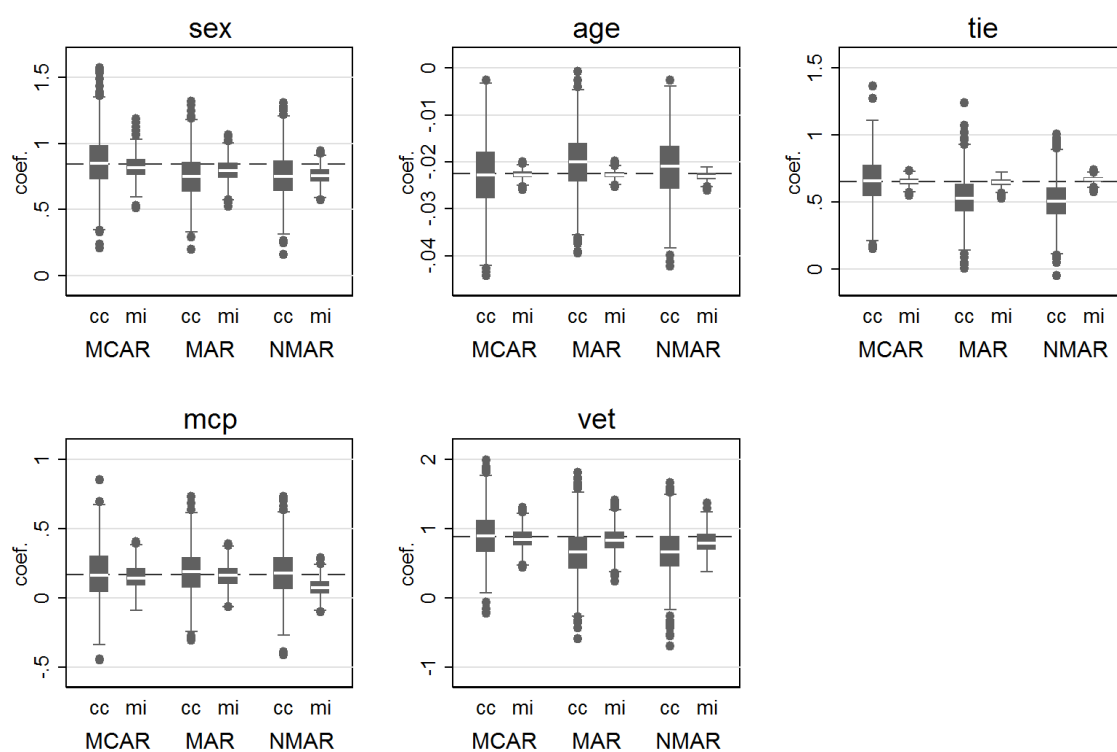 sex
coef.
0 .5 1 1.5
cc mi cc mi cc mi
MCAR MAR NMAR
age
coef.
-.04 -.03 -.02 -.01 0
cc mi cc mi cc mi
MCAR MAR NMAR
tie
coef.
0 .5 1 1.5
cc mi cc mi cc mi
MCAR MAR NMAR
mcp
coef.
-.5 0 .5 1
cc mi cc mi cc mi
MCAR MAR NMAR
vet
coef.
-1 0 1 2
cc mi cc mi cc mi
MCAR MAR NMAR